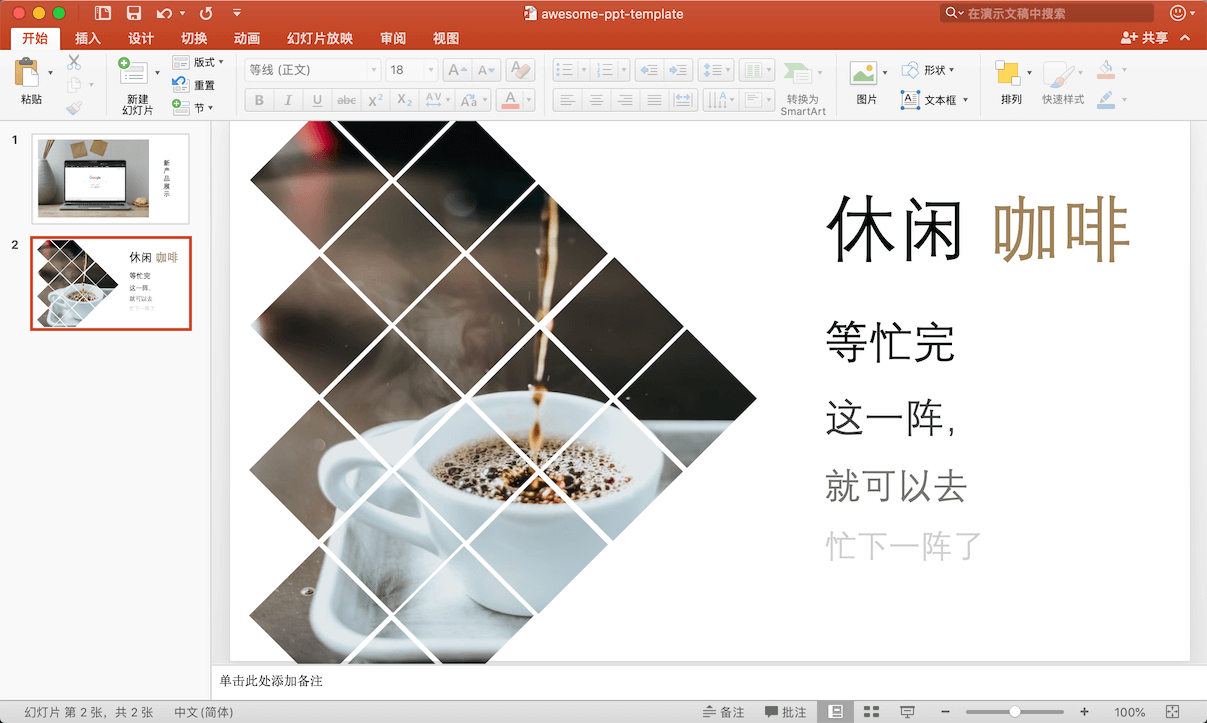 awesome-ppt-template
在演示文稿中搜索
开始 插入 设计 切换 动画 幻灯片放映 审阅 视图 共享
粘贴
新建
幻灯片
版式
重置
节
等线 (正文) 18
B I U abc X² X₂ AV Aa A
转换为
SmartArt
图片
形状
文本框
排列
快速样式
1
新产品展示
2
休闲 咖啡
等忙完
这一阵，
就可以去
忙下一阵了
休闲 咖啡
等忙完
这一阵，
就可以去
忙下一阵了
单击此处添加备注
幻灯片 第 2 张，共 2 张 中文 (简体) 备注 批注 100%